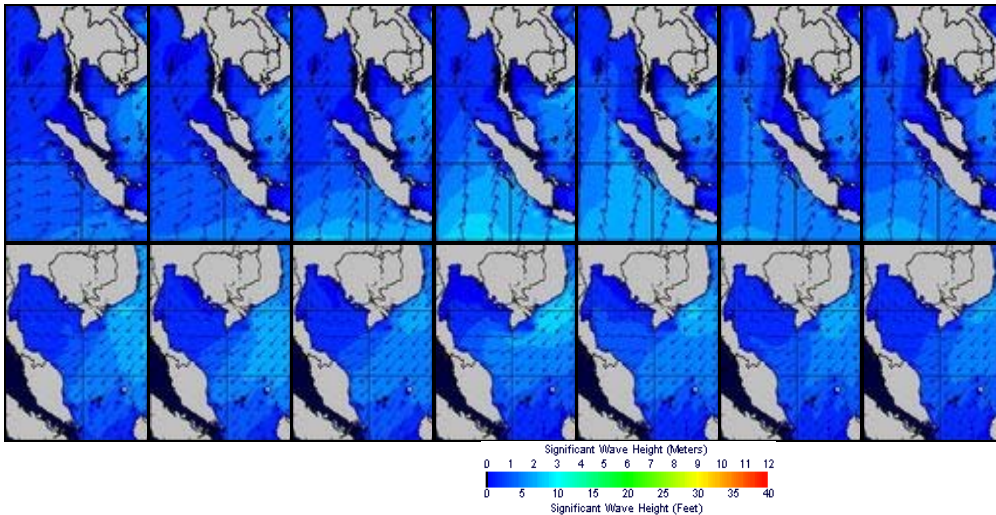 Significant Wave Height (Meters)
0 1 2 3 4 5 6 7 8 9 10 11 12
0 5 10 15 20 25 30 35 40
Significant Wave Height (Feet)